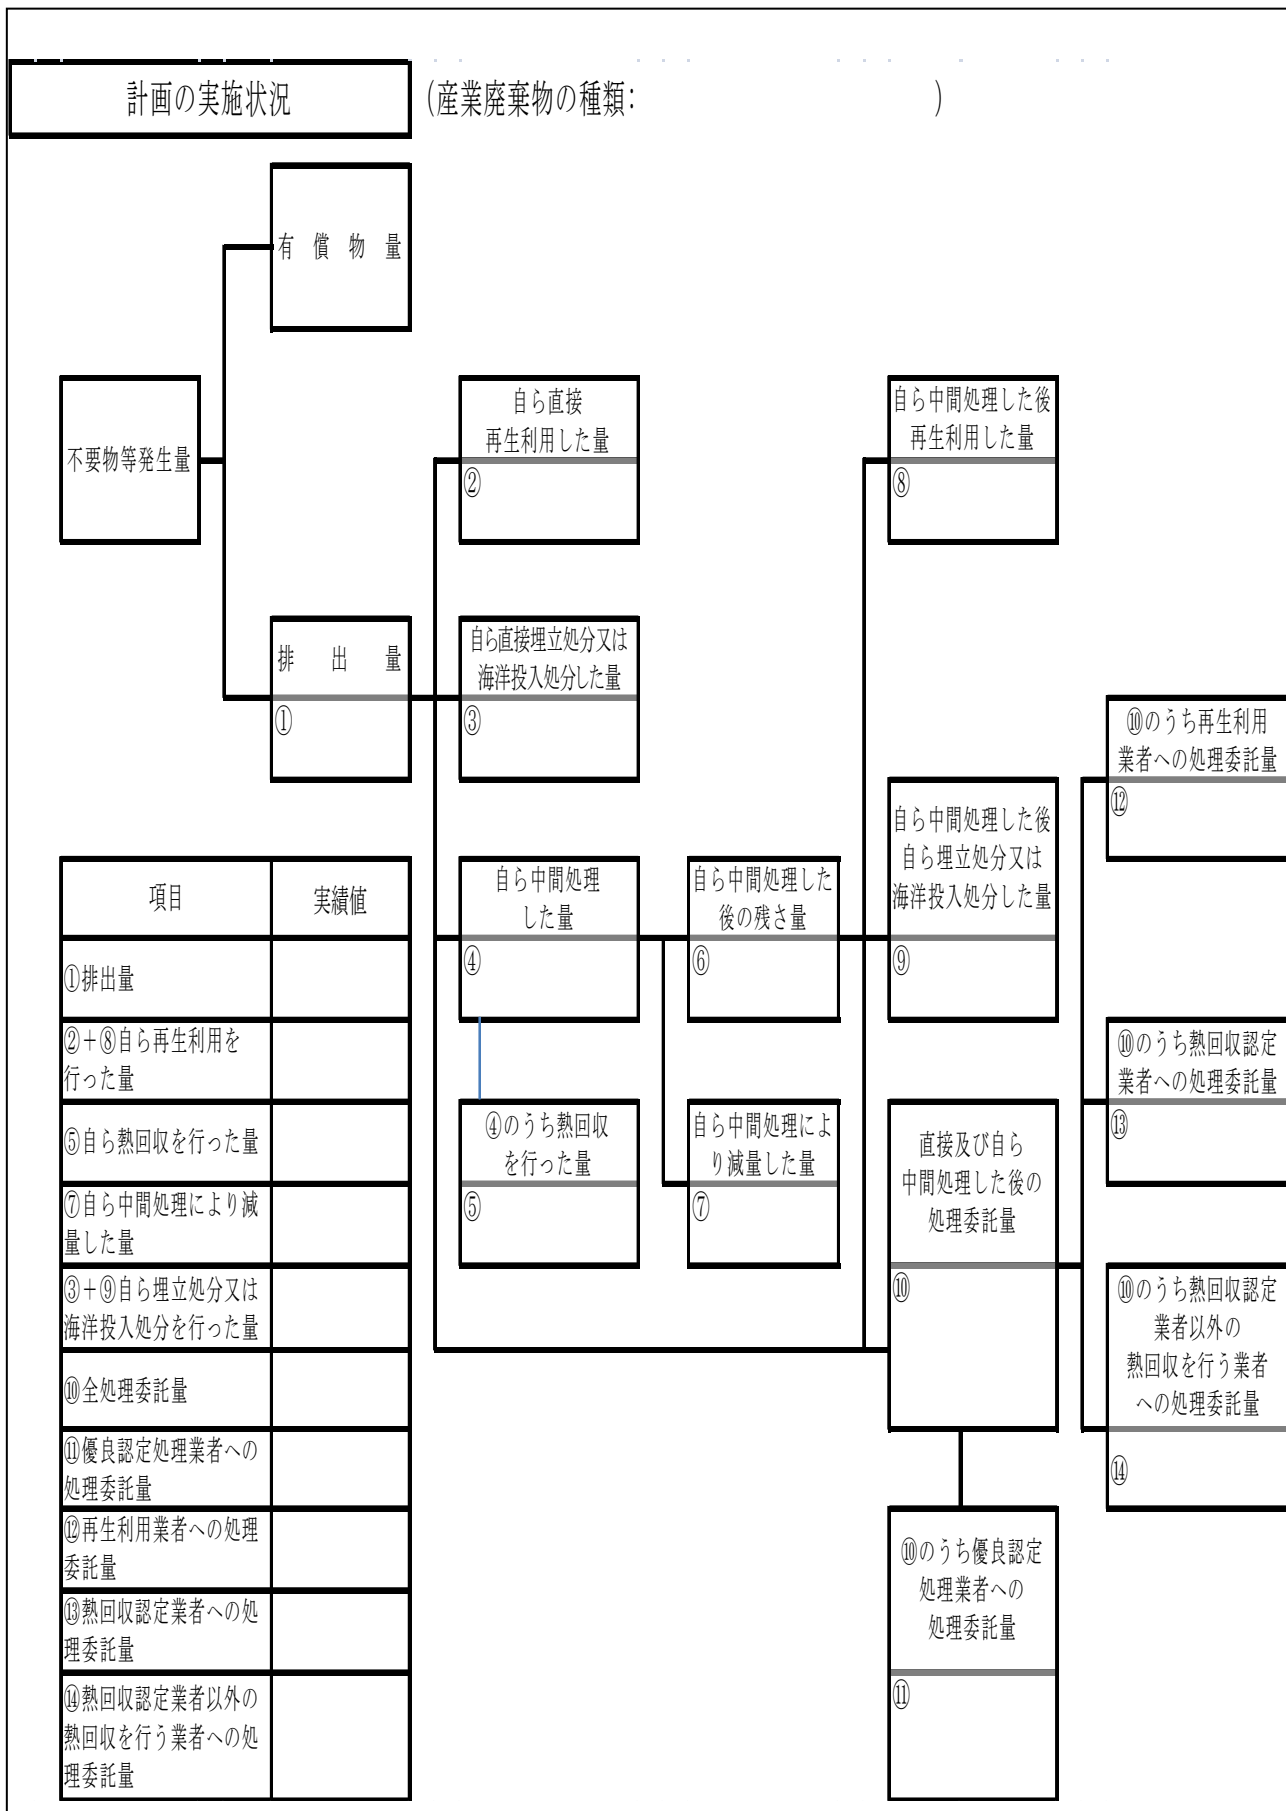 計画の実施状況
(産業廃棄物の種類: )
有 償 物 量
不要物等発生量
自ら直接
再生利用した量
②
自ら中間処理した後
再生利用した量
⑧
排 出 量
①
自ら直接埋立処分又は
海洋投入処分した量
③
⑩のうち再生利用
業者への処理委託量
⑫
自ら中間処理した後
自ら埋立処分又は
海洋投入処分した量
⑨
自ら中間処理
した量
④
自ら中間処理した
後の残さ量
⑥
⑩のうち熱回収認定
業者への処理委託量
⑬
④のうち熱回収
を行った量
⑤
自ら中間処理によ
り減量した量
⑦
直接及び自ら
中間処理した後の
処理委託量
⑩
⑩のうち熱回収認定
業者以外の
熱回収を行う業者
への処理委託量
⑭
⑩のうち優良認定
処理業者への
処理委託量
⑪
項目 実績値
①排出量
②+⑧自ら再生利用を
行った量
⑤自ら熱回収を行った量
⑦自ら中間処理により減
量した量
③+⑨自ら埋立処分又は
海洋投入処分を行った量
⑩全処理委託量
⑪優良認定処理業者への
処理委託量
⑫再生利用業者への処理
委託量
⑬熱回収認定業者への処
理委託量
⑭熱回収認定業者以外の
熱回収を行う業者への処
理委託量